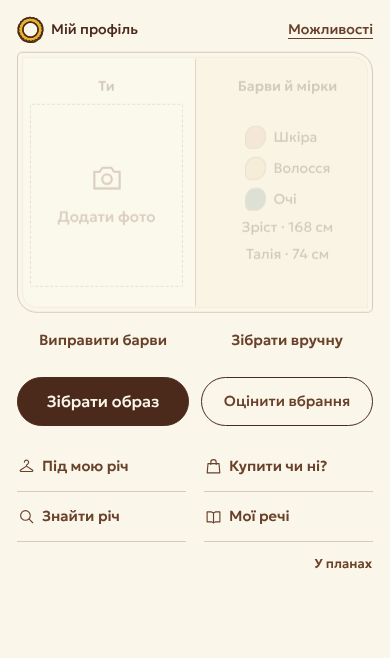 Мій профіль
Можливості
Ти
Барви й мірки
Додати фото
Шкіра
Волосся
Очі
Зріст · 168 см
Талія · 74 см
Виправити барви
Зібрати вручну
Зібрати образ
Оцінити вбрання
Під мою річ
Купити чи ні?
Знайти річ
Мої речі
У планах